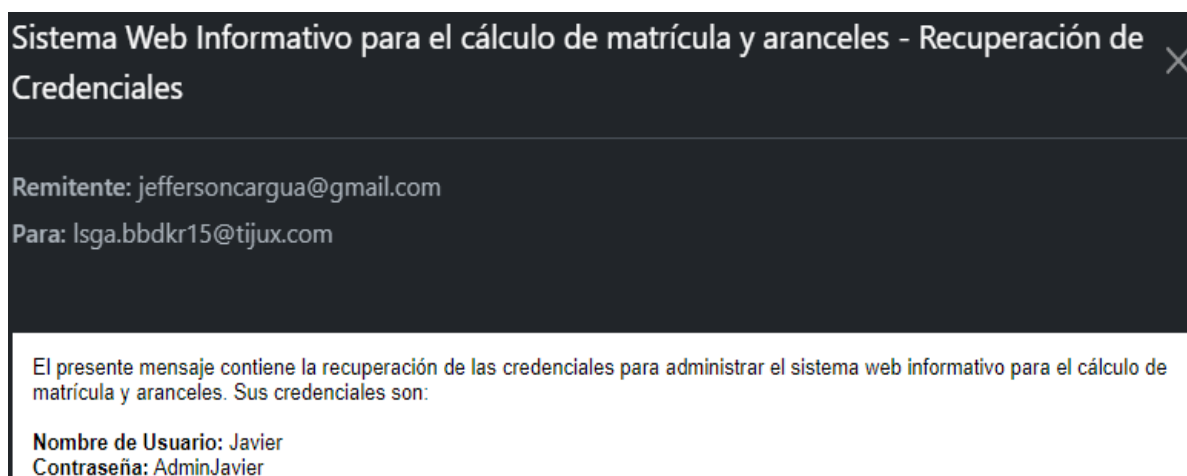 Sistema Web Informativo para el cálculo de matrícula y aranceles - Recuperación de
Credenciales
Remitente: jeffersoncargua@gmail.com
Para: lsga.bbdkr15@tijux.com
El presente mensaje contiene la recuperación de las credenciales para administrar el sistema web informativo para el cálculo de
matrícula y aranceles. Sus credenciales son:
Nombre de Usuario: Javier
Contraseña: AdminJavier